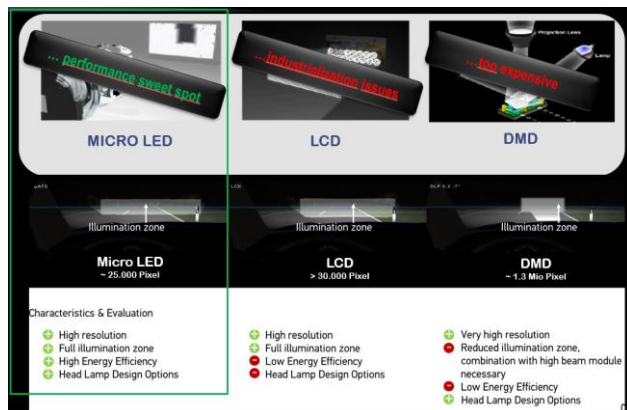 ... performance sweet spot
...industrialization issues
...too expensive
Projection Lens
Lamp
MICRO LED
LCD
DMD
µAFS
LCD
Illumination zone
Illumination zone
Illumination zone
Micro LED
~ 25.000 Pixel
LCD
> 30.000 Pixel
DMD
~ 1.3 Mio Pixel
Characteristics & Evaluation
High resolution
Full illumination zone
High Energy Efficiency
Head Lamp Design Options
High resolution
Full illumination zone
Low Energy Efficiency
Head Lamp Design Options
Very high resolution
Reduced illumination zone,
combination with high beam module
necessary
Low Energy Efficiency
Head Lamp Design Options